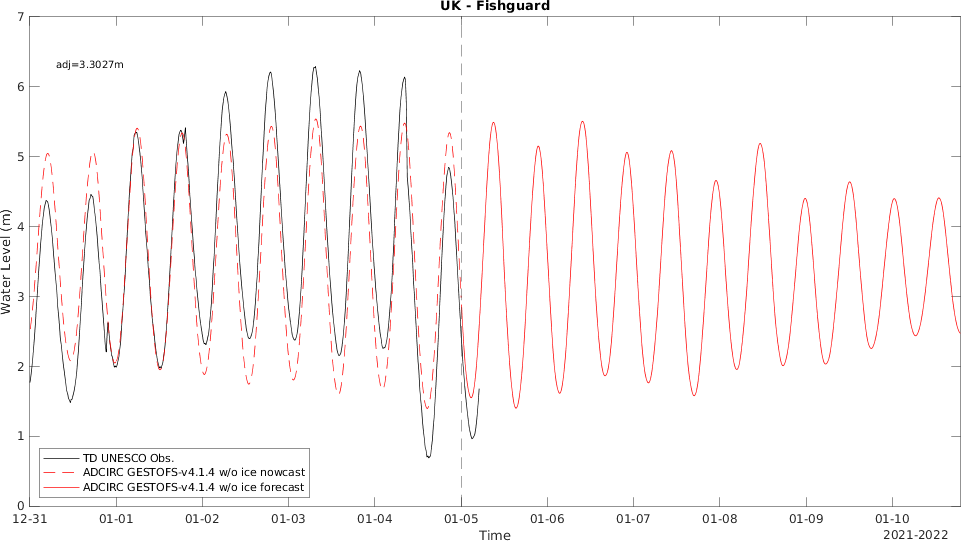 UK - Fishguard
adj=3.3027m
Water Level (m)
7
6
5
4
3
2
1
0
TD UNESCO Obs.
ADCIRC GESTOFS-v4.1.4 w/o ice nowcast
ADCIRC GESTOFS-v4.1.4 w/o ice forecast
12-31 01-01 01-02 01-03 01-04 01-05 01-06 01-07 01-08 01-09 01-10
Time
2021-2022